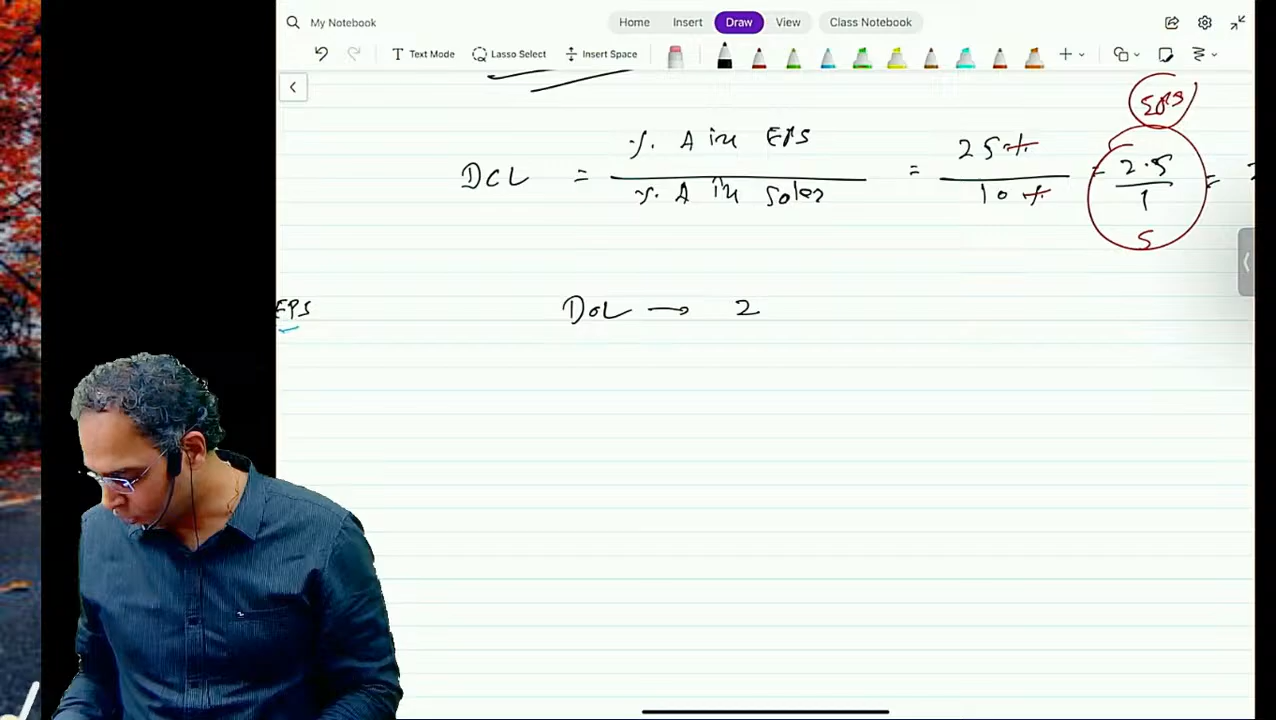 My Notebook
Home Insert Draw View Class Notebook
Text Mode Lasso Select Insert Space
EPS
DCL = %. Δ in EPS / %. Δ in Sales = 25% / 10% = 2.5 / 1 =
5
EPS
DOL → 2